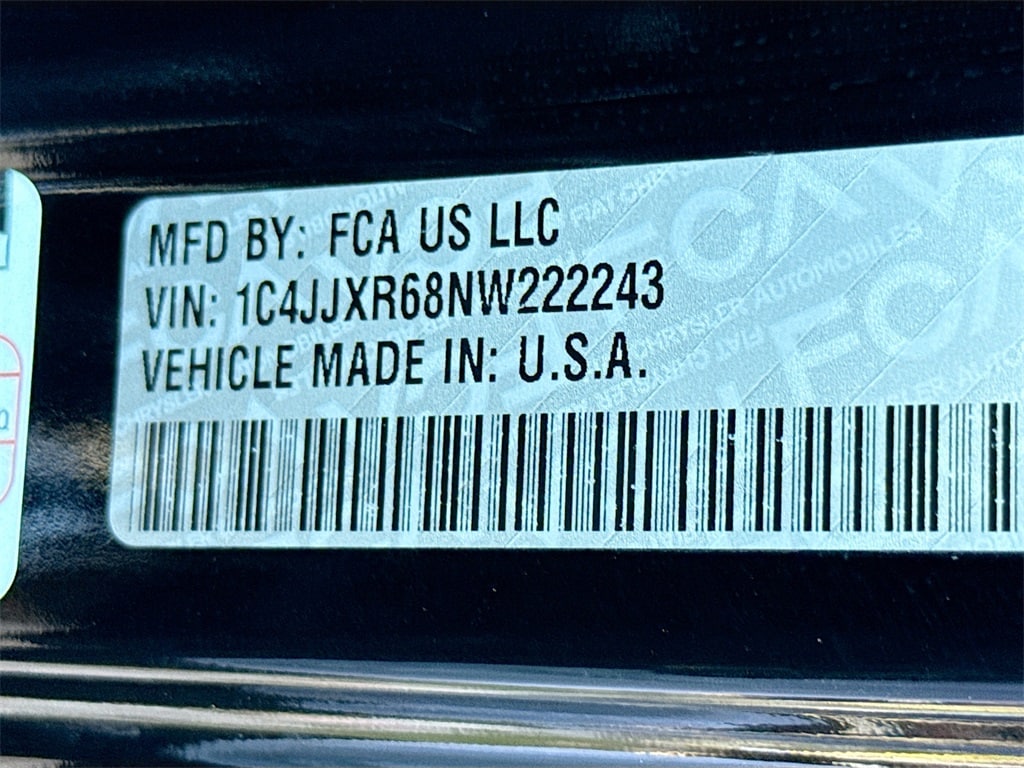 MFD BY: FCA US LLC
VIN: 1C4JJXR68NW222243
VEHICLE MADE IN: U.S.A.